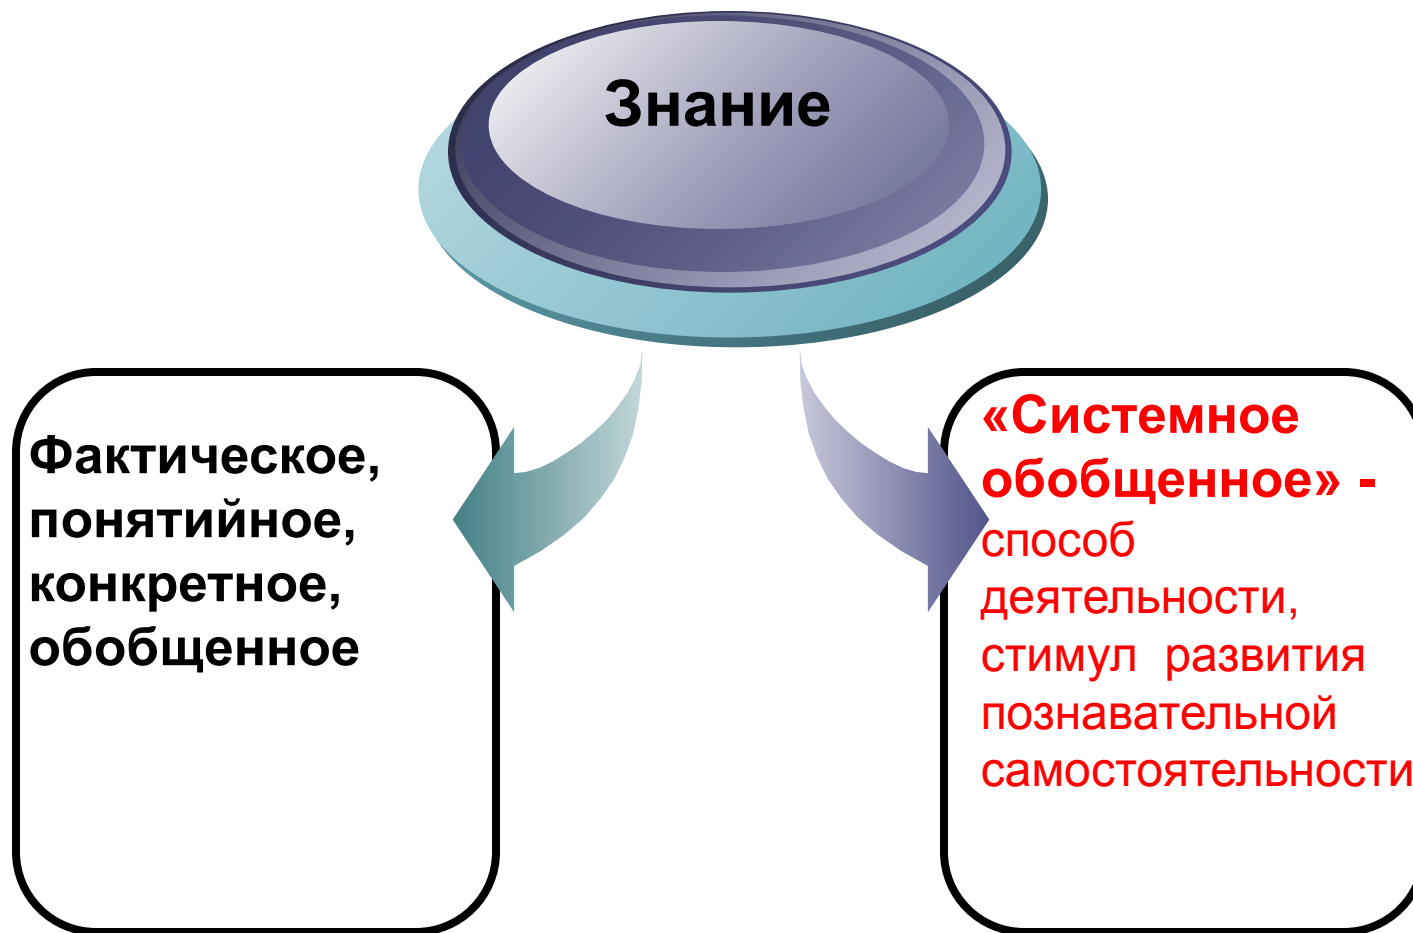 Знание
Фактическое,
понятийное,
конкретное,
обобщенное
«Системное
обобщенное» -
способ
деятельности,
стимул развития
познавательной
самостоятельности